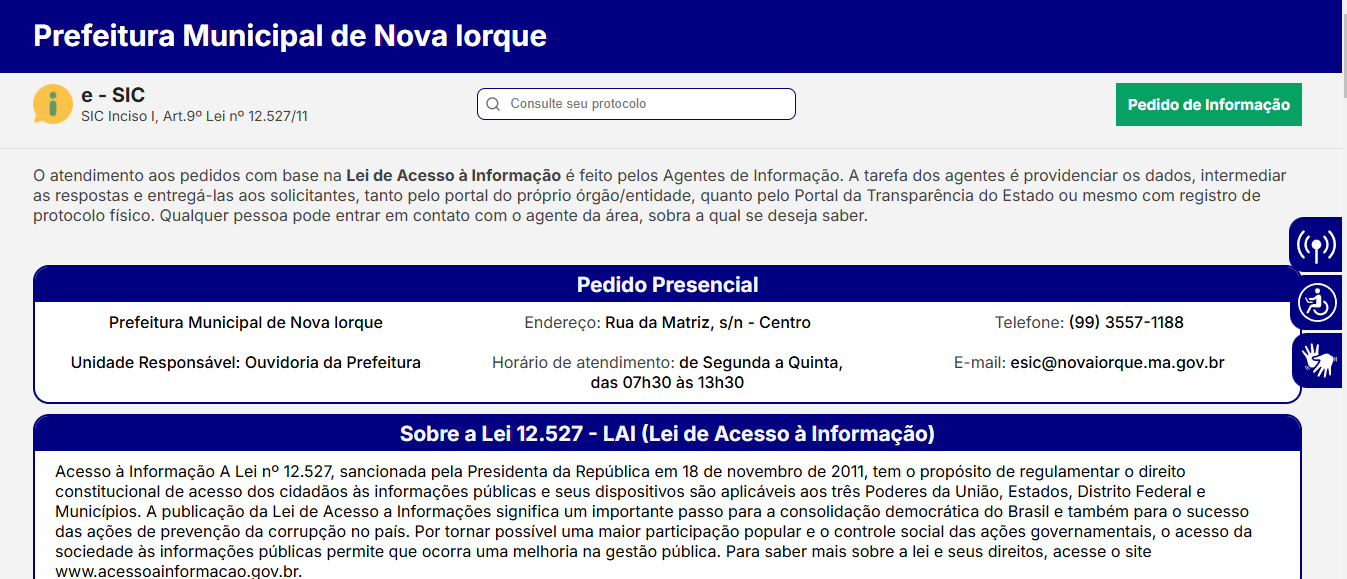 Prefeitura Municipal de Nova Iorque
e - SIC
SIC Inciso I, Art.9º Lei nº 12.527/11
Consulte seu protocolo
Pedido de Informação
O atendimento aos pedidos com base na Lei de Acesso à Informação é feito pelos Agentes de Informação. A tarefa dos agentes é providenciar os dados, intermediar
as respostas e entregá-las aos solicitantes, tanto pelo portal do próprio órgão/entidade, quanto pelo Portal da Transparência do Estado ou mesmo com registro de
protocolo físico. Qualquer pessoa pode entrar em contato com o agente da área, sobra a qual se deseja saber.
Pedido Presencial
Prefeitura Municipal de Nova Iorque
Endereço: Rua da Matriz, s/n - Centro
Telefone: (99) 3557-1188
Unidade Responsável: Ouvidoria da Prefeitura
Horário de atendimento: de Segunda a Quinta,
das 07h30 às 13h30
E-mail: esic@novaiorque.ma.gov.br
Sobre a Lei 12.527 - LAI (Lei de Acesso à Informação)
Acesso à Informação A Lei nº 12.527, sancionada pela Presidenta da República em 18 de novembro de 2011, tem o propósito de regulamentar o direito
constitucional de acesso dos cidadãos às informações públicas e seus dispositivos são aplicáveis aos três Poderes da União, Estados, Distrito Federal e
Municípios. A publicação da Lei de Acesso a Informações significa um importante passo para a consolidação democrática do Brasil e também para o sucesso
das ações de prevenção da corrupção no país. Por tornar possível uma maior participação popular e o controle social das ações governamentais, o acesso da
sociedade às informações públicas permite que ocorra uma melhoria na gestão pública. Para saber mais sobre a lei e seus direitos, acesse o site
www.acessoainformacao.gov.br.